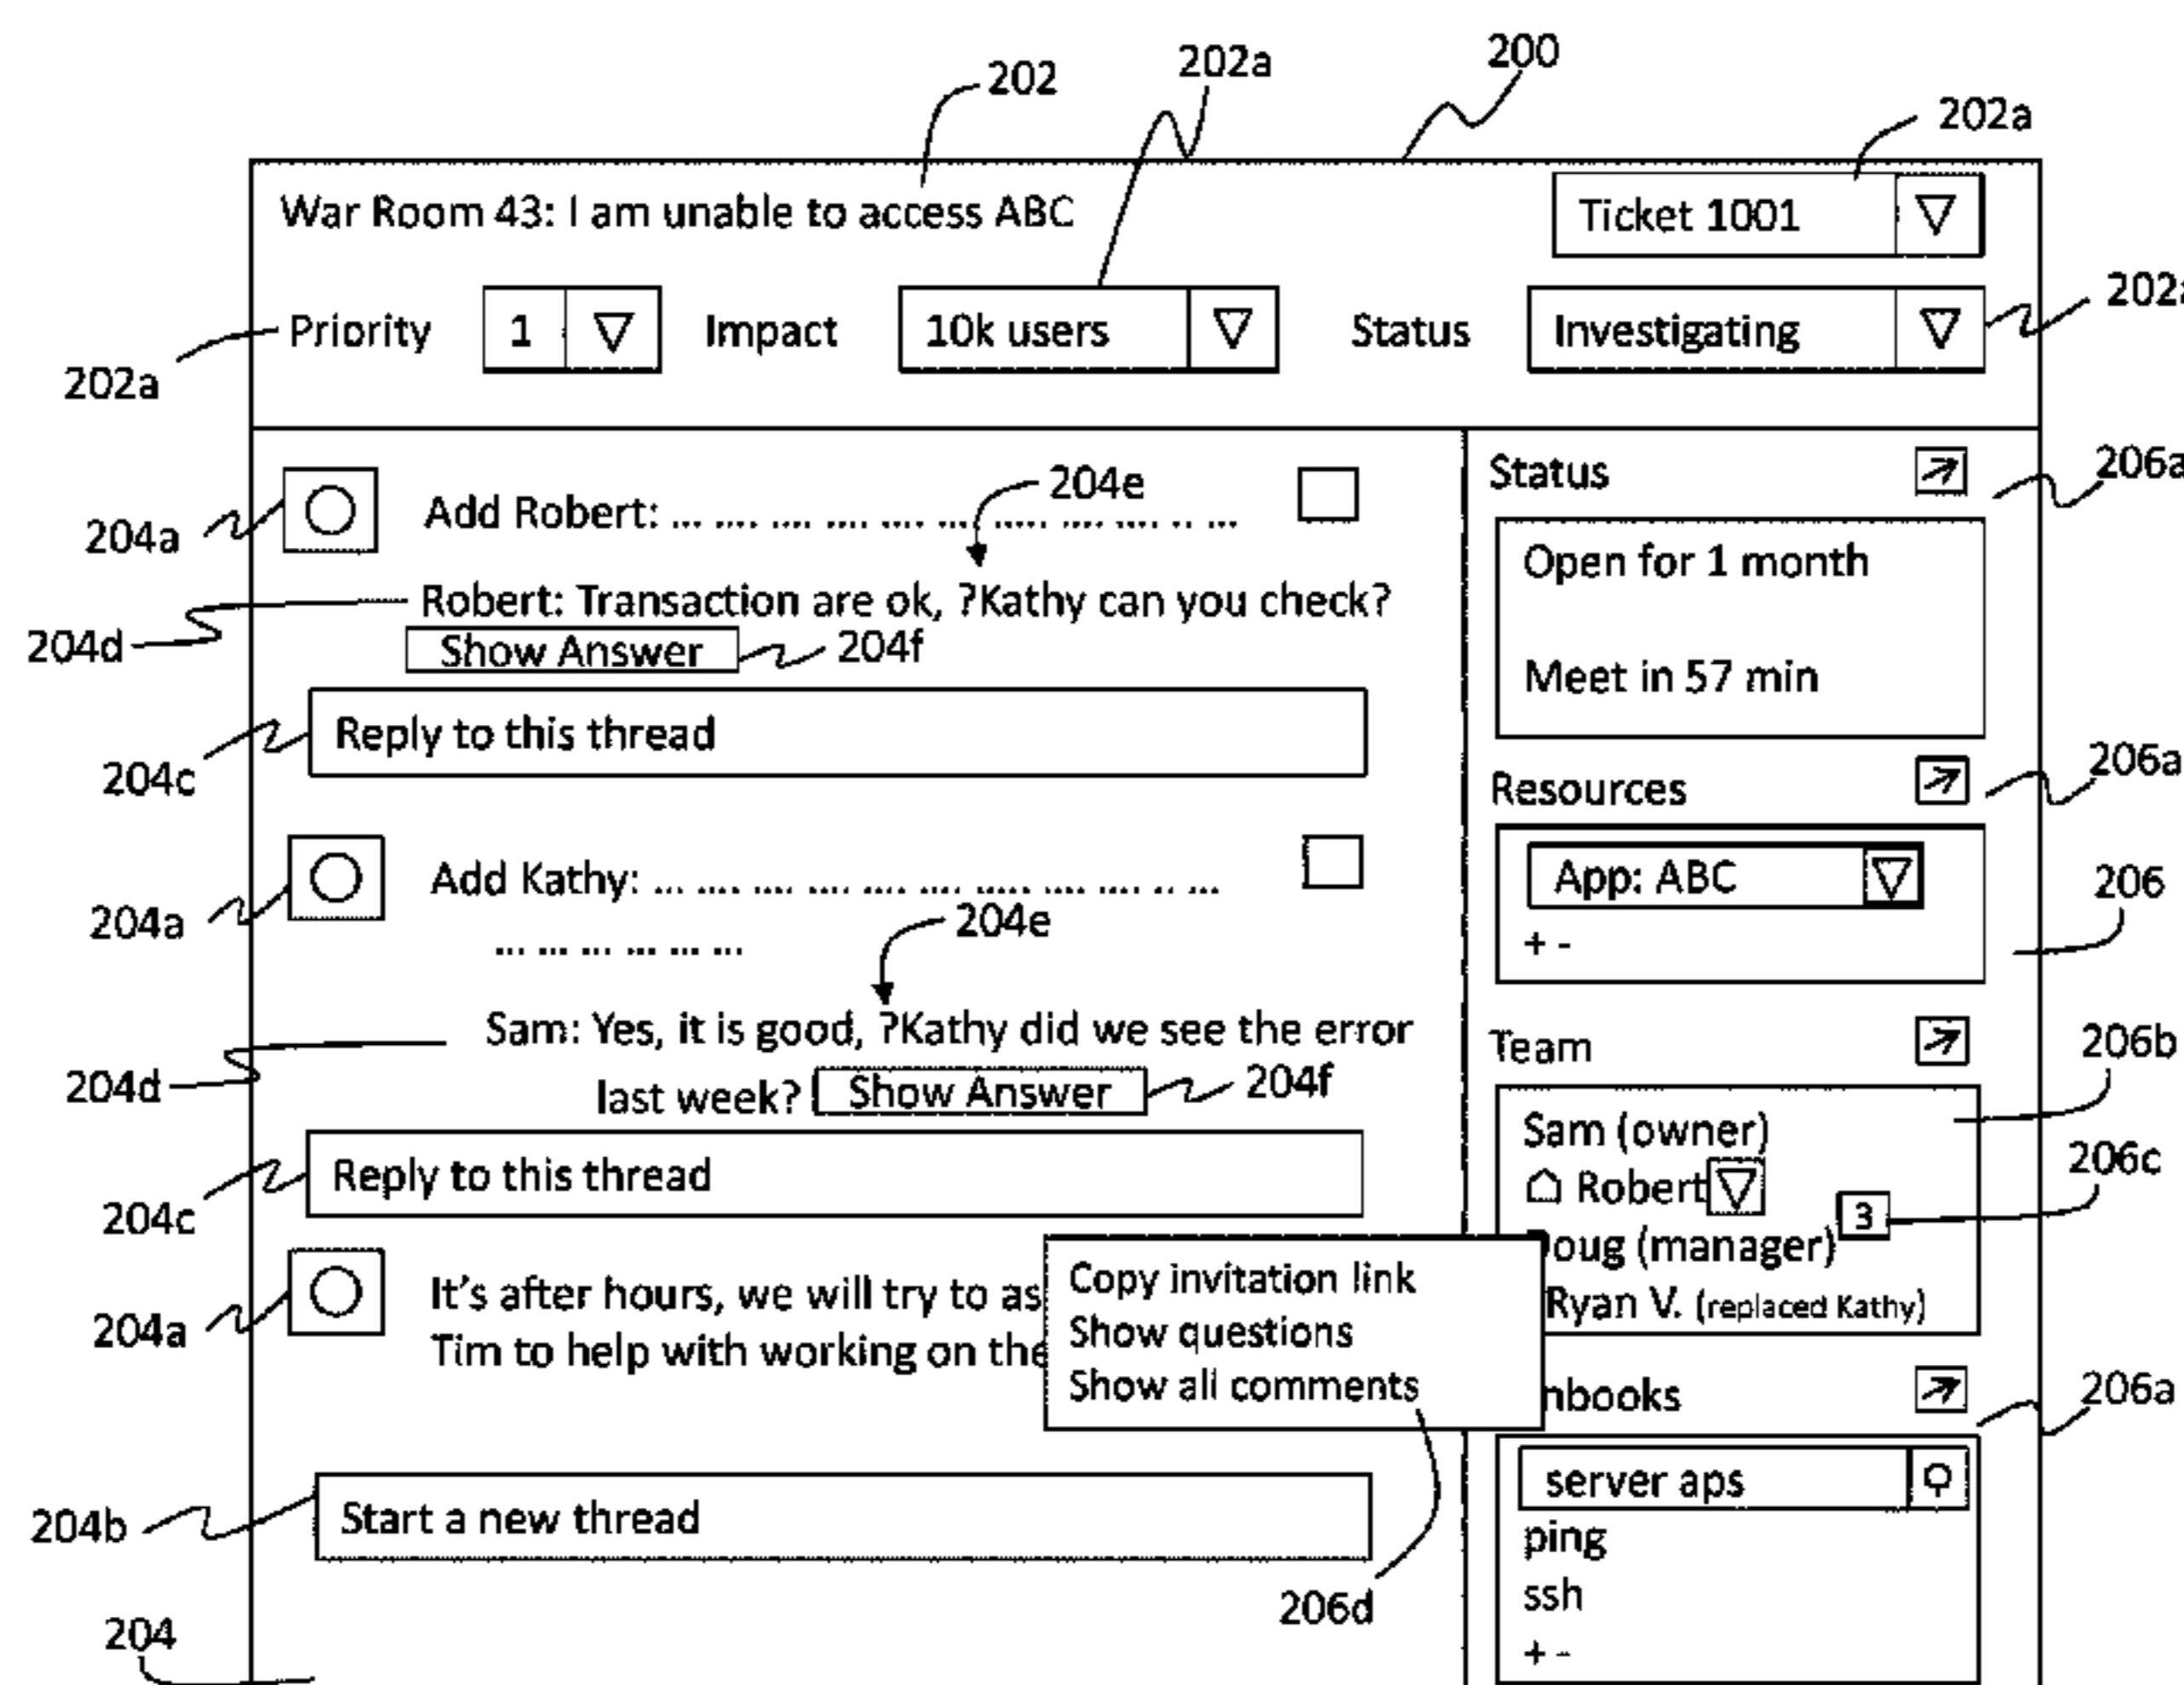 202
202a
200
202a
War Room 43: I am unable to access ABC
Ticket 1001
Priority 1 Impact 10k users Status Investigating
202a
202a
204a
Add Robert: ... .... .... .... .... .... ..... .... .... .. ...
204e
Robert: Transaction are ok, ?Kathy can you check?
204d
Show Answer
204f
Reply to this thread
204c
204a
Add Kathy: ... .... .... .... .... .... ..... .... .... .. ...
... ... ... ... ... ...
204e
Sam: Yes, it is good, ?Kathy did we see the error
last week? Show Answer
204f
204d
Reply to this thread
204c
204a
It's after hours, we will try to as
Tim to help with working on the
Copy invitation link
Show questions
Show all comments
206d
204b
Start a new thread
204
Status
206a
Open for 1 month
Meet in 57 min
Resources
206a
App: ABC
+ -
206
Team
206b
Sam (owner)
Robert
206c
3
oug (manager)
Ryan V. (replaced Kathy)
nbooks
206a
server aps
ping
ssh
+ -